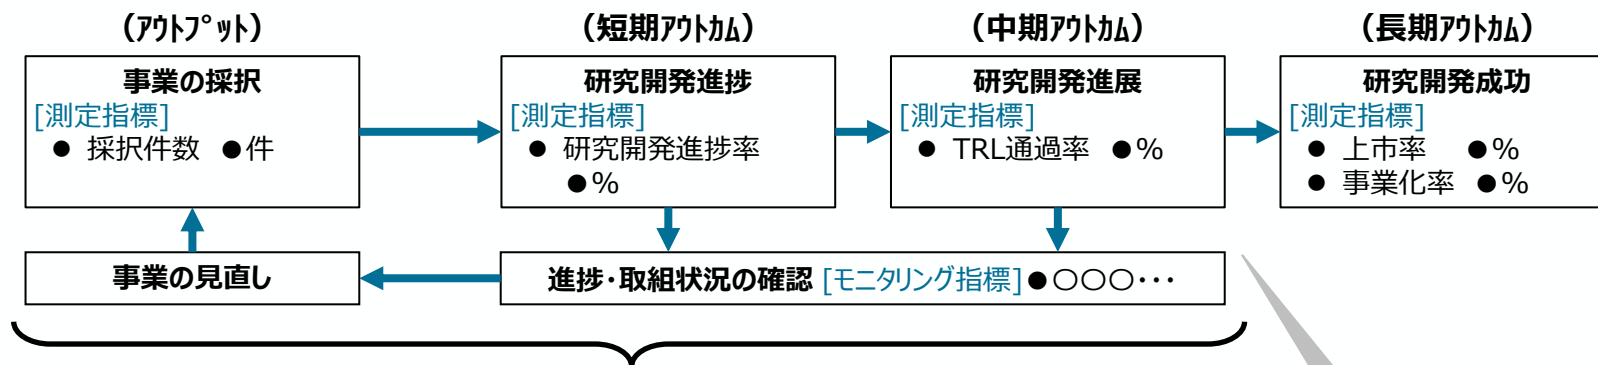 (ｱｳﾄﾌﾟｯﾄ)
事業の採択
[測定指標]
● 採択件数 ●件
(短期ｱｳﾄｶﾑ)
研究開発進捗
[測定指標]
● 研究開発進捗率
●%
(中期ｱｳﾄｶﾑ)
研究開発進展
[測定指標]
● TRL通過率 ●%
(長期ｱｳﾄｶﾑ)
研究開発成功
[測定指標]
● 上市率 ●%
● 事業化率 ●%
事業の見直し
進捗・取組状況の確認 [モニタリング指標]●○○○・・・